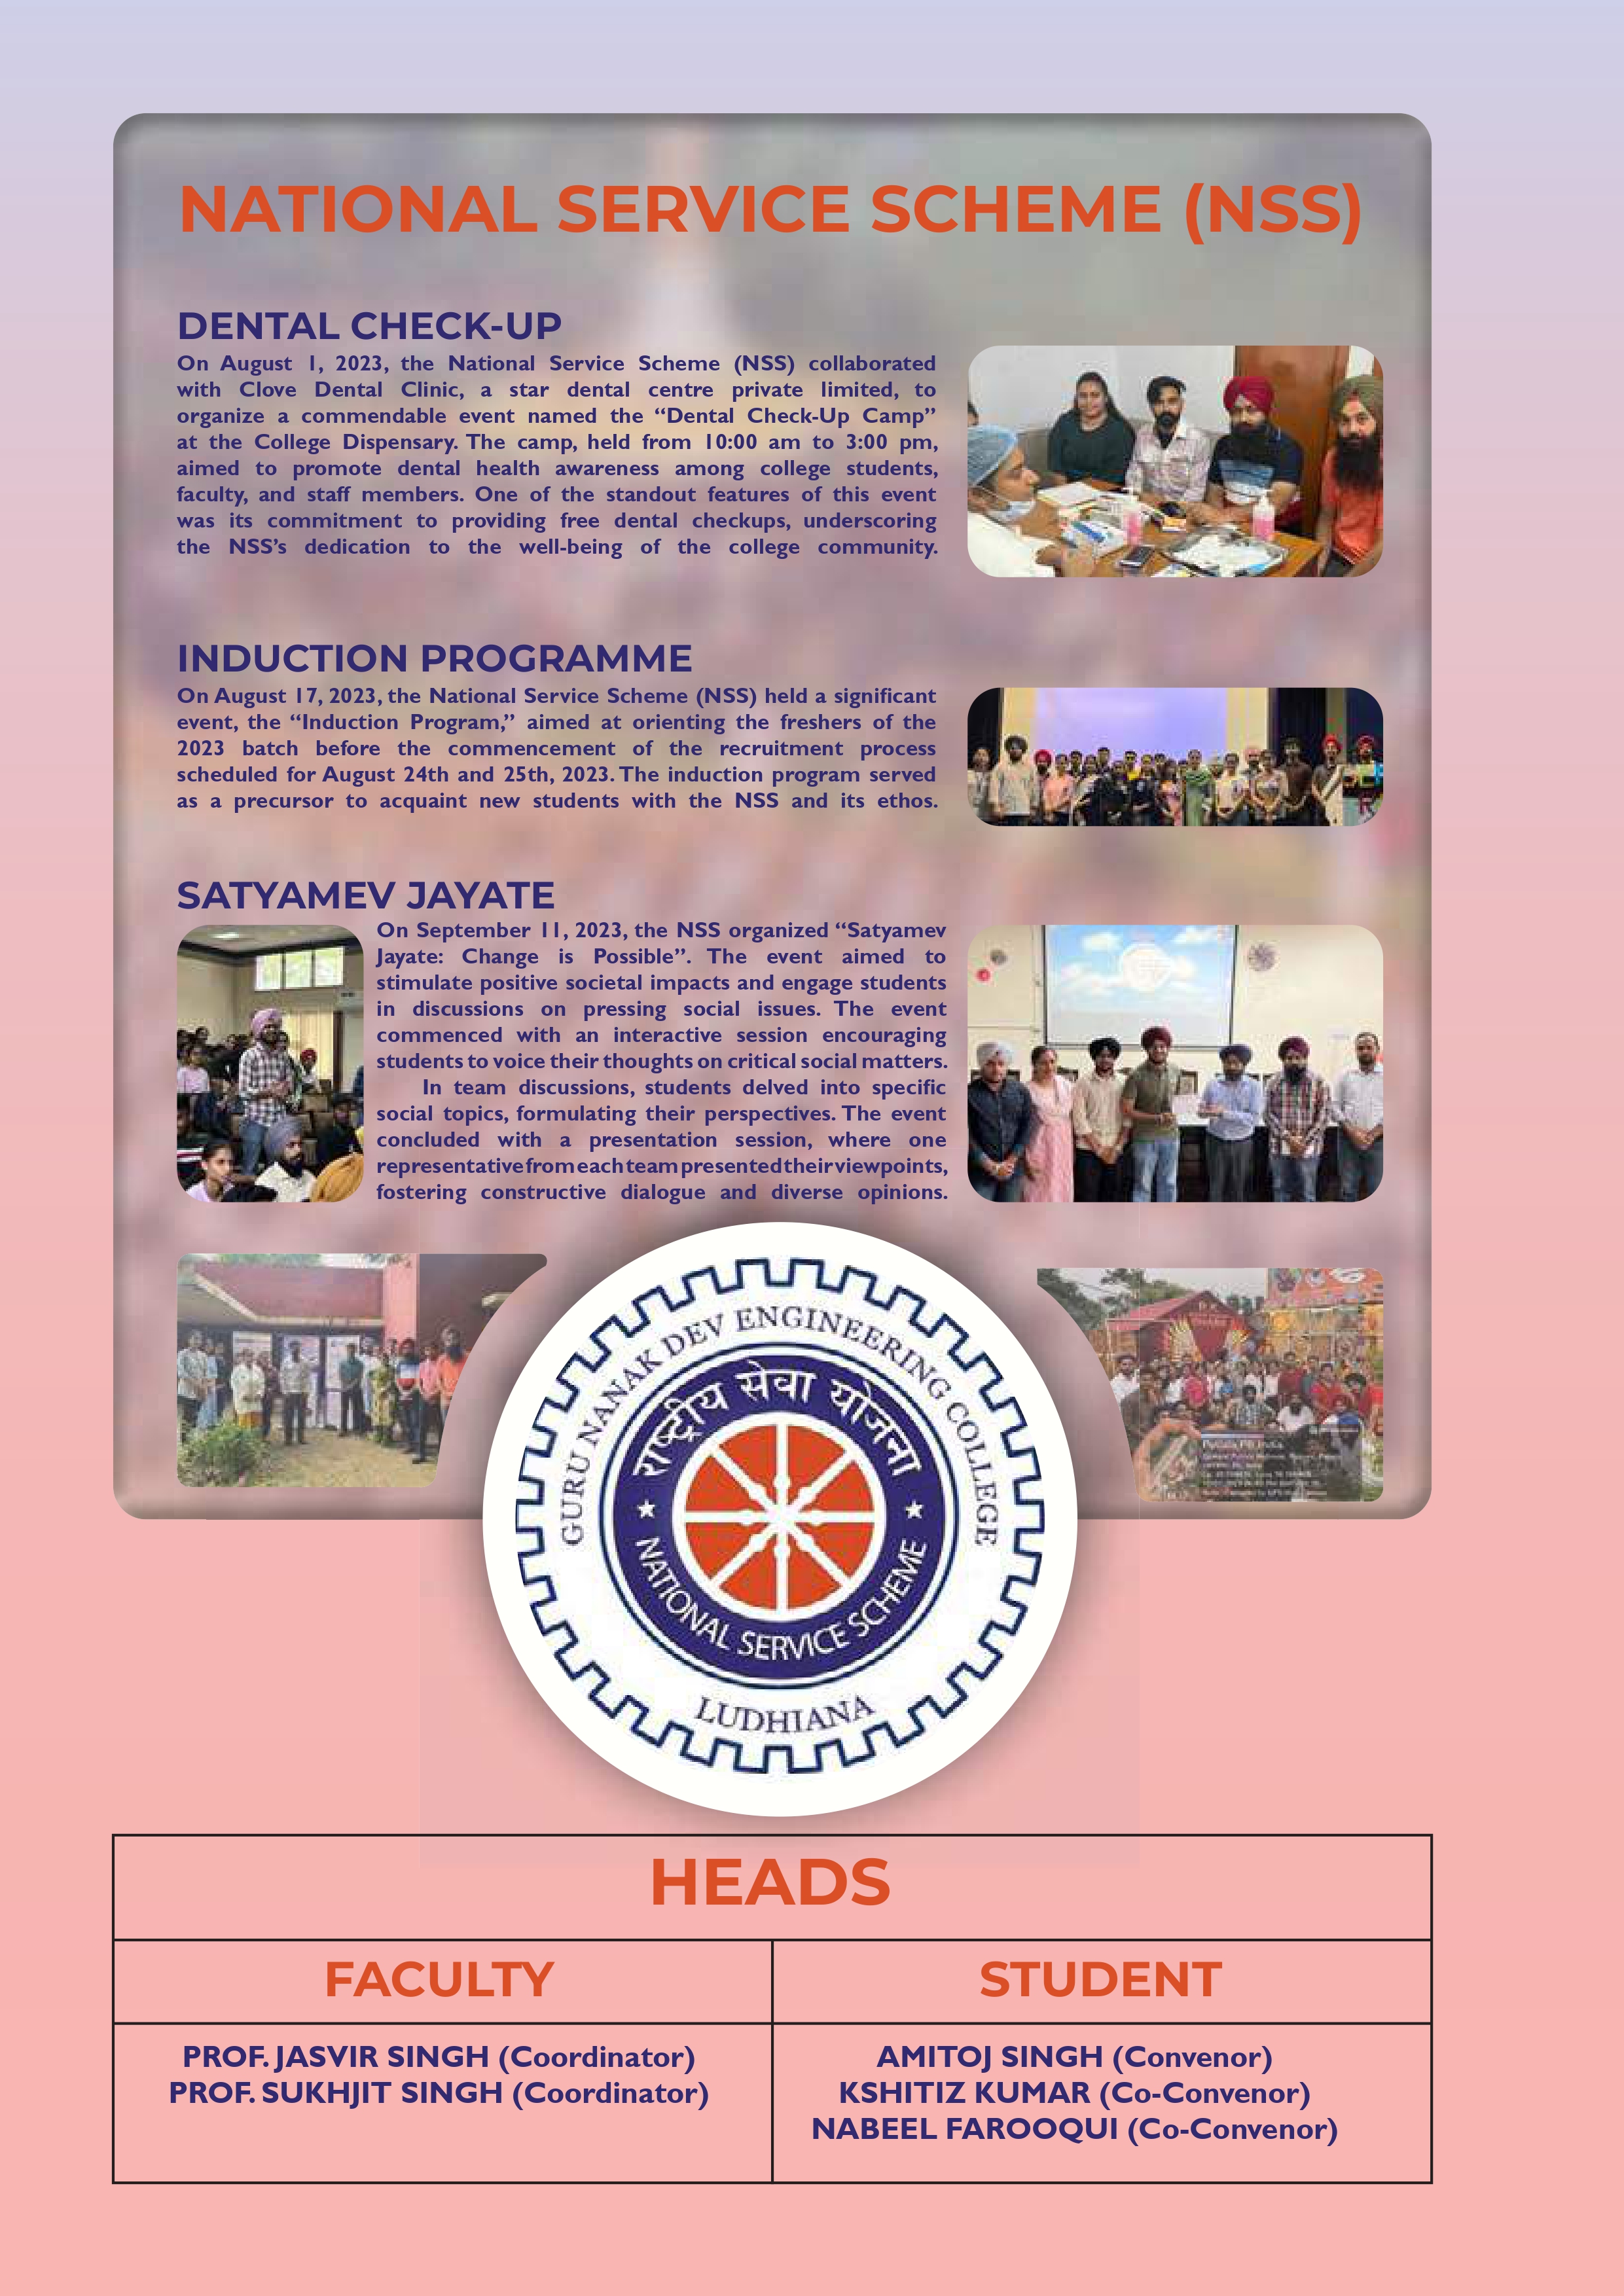 NATIONAL SERVICE SCHEME (NSS)
DENTAL CHECK-UP
On August 1, 2023, the National Service Scheme (NSS) collaborated
with Clove Dental Clinic, a star dental centre private limited, to
organize a commendable event named the “Dental Check-Up Camp”
at the College Dispensary. The camp, held from 10:00 am to 3:00 pm,
aimed to promote dental health awareness among college students,
faculty, and staff members. One of the standout features of this event
was its commitment to providing free dental checkups, underscoring
the NSS’s dedication to the well-being of the college community.
INDUCTION PROGRAMME
On August 17, 2023, the National Service Scheme (NSS) held a significant
event, the “Induction Program,” aimed at orienting the freshers of the
2023 batch before the commencement of the recruitment process
scheduled for August 24th and 25th, 2023. The induction program served
as a precursor to acquaint new students with the NSS and its ethos.
SATYAMEV JAYATE
On September 11, 2023, the NSS organized “Satyamev
Jayate: Change is Possible”. The event aimed to
stimulate positive societal impacts and engage students
in discussions on pressing social issues. The event
commenced with an interactive session encouraging
students to voice their thoughts on critical social matters.
In team discussions, students delved into specific
social topics, formulating their perspectives. The event
concluded with a presentation session, where one
representative from each team presented their viewpoints,
fostering constructive dialogue and diverse opinions.
GURU NANAK DEV ENGINEERING COLLEGE
राष्ट्रीय सेवा योजना
NATIONAL SERVICE SCHEME
LUDHIANA
HEADS
FACULTY
STUDENT
PROF. JASVIR SINGH (Coordinator)
PROF. SUKHJIT SINGH (Coordinator)
AMITOJ SINGH (Convenor)
KSHITIZ KUMAR (Co-Convenor)
NABEEL FAROOQUI (Co-Convenor)